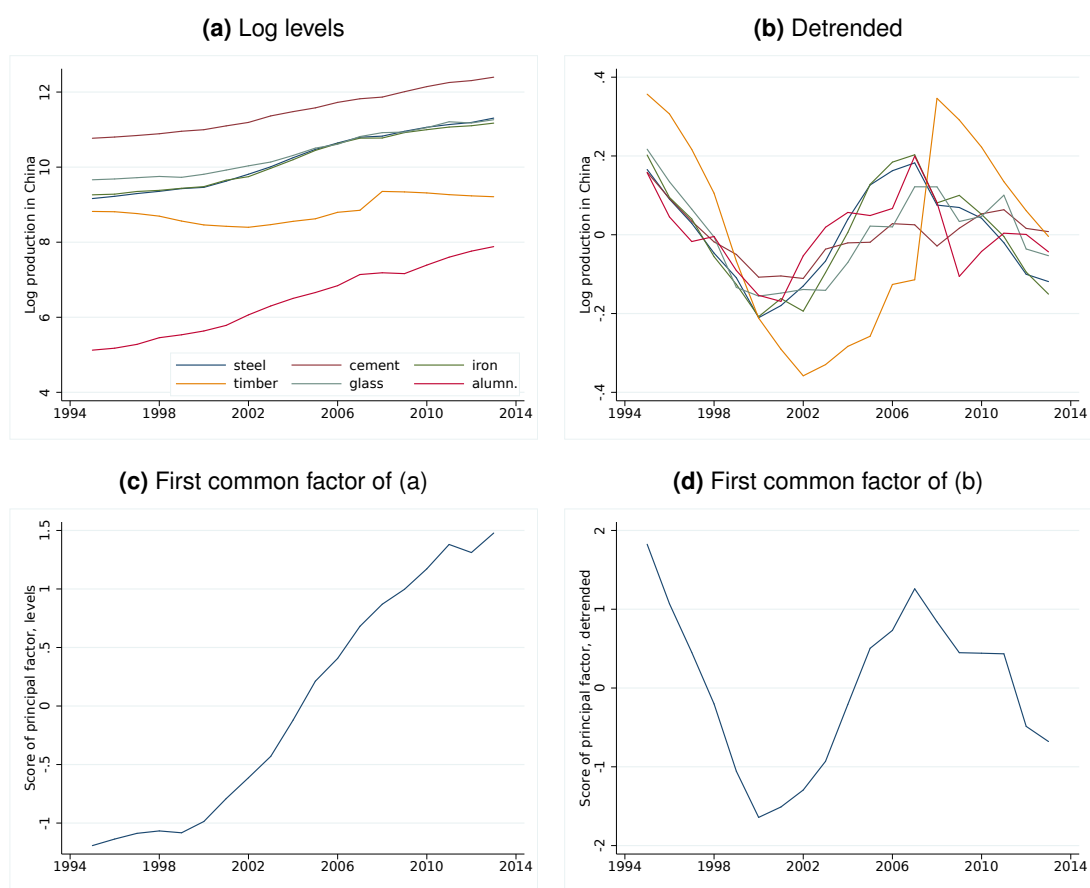 (a) Log levels
Log production in China
12
10
8
6
4
steel
cement
iron
timber
glass
alumn.
1994 1998 2002 2006 2010 2014
(b) Detrended
Log production in China
.4
.2
0
-.2
-.4
1994 1998 2002 2006 2010 2014
(c) First common factor of (a)
Score of principal factor, levels
1.5
1
.5
0
-.5
-1
1994 1998 2002 2006 2010 2014
(d) First common factor of (b)
Score of principal factor, detrended
2
1
0
-1
-2
1994 1998 2002 2006 2010 2014